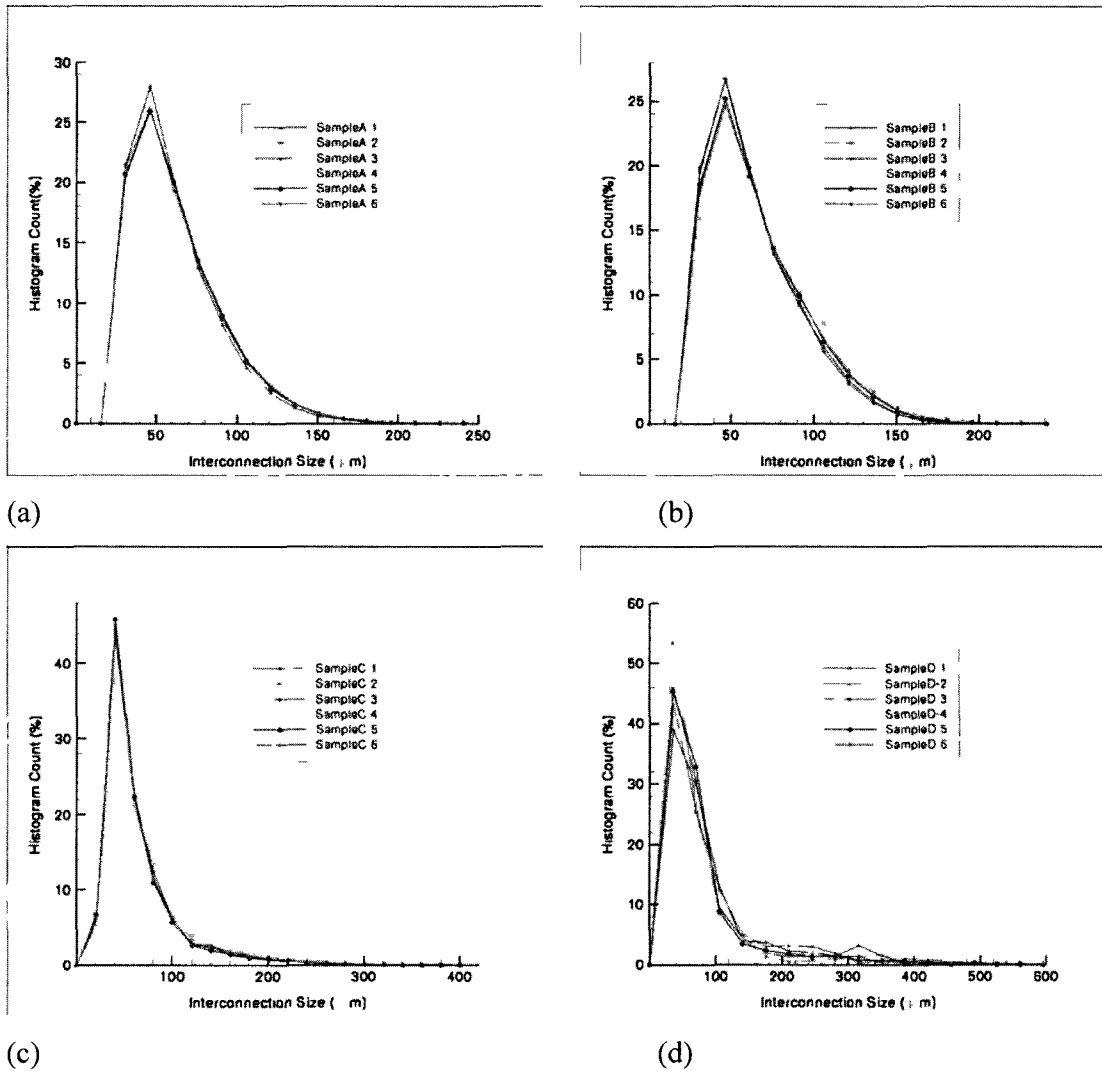 30
25
20
15
10
5
0
Histogram Count(%)
SampleA 1
SampleA 2
SampleA 3
SampleA 4
SampleA 5
SampleA 6
50 100 150 200 250
Interconnection Size ( m)
(a)
25
20
15
10
5
0
Histogram Count(%)
SampleB 1
SampleB 2
SampleB 3
SampleB 4
SampleB 5
SampleB 6
50 100 150 200
Interconnection Size ( m)
(b)
40
30
20
10
0
Histogram Count (%)
SampleC 1
SampleC 2
SampleC 3
SampleC 4
SampleC 5
SampleC 6
100 200 300 400
Interconnection Size ( m)
(c)
60
50
40
30
20
10
0
Histogram Count (%)
SampleD 1
SampleD-2
SampleD 3
SampleD-4
SampleD 5
SampleD 6
100 200 300 400 500 600
Interconnection Size ( m)
(d)